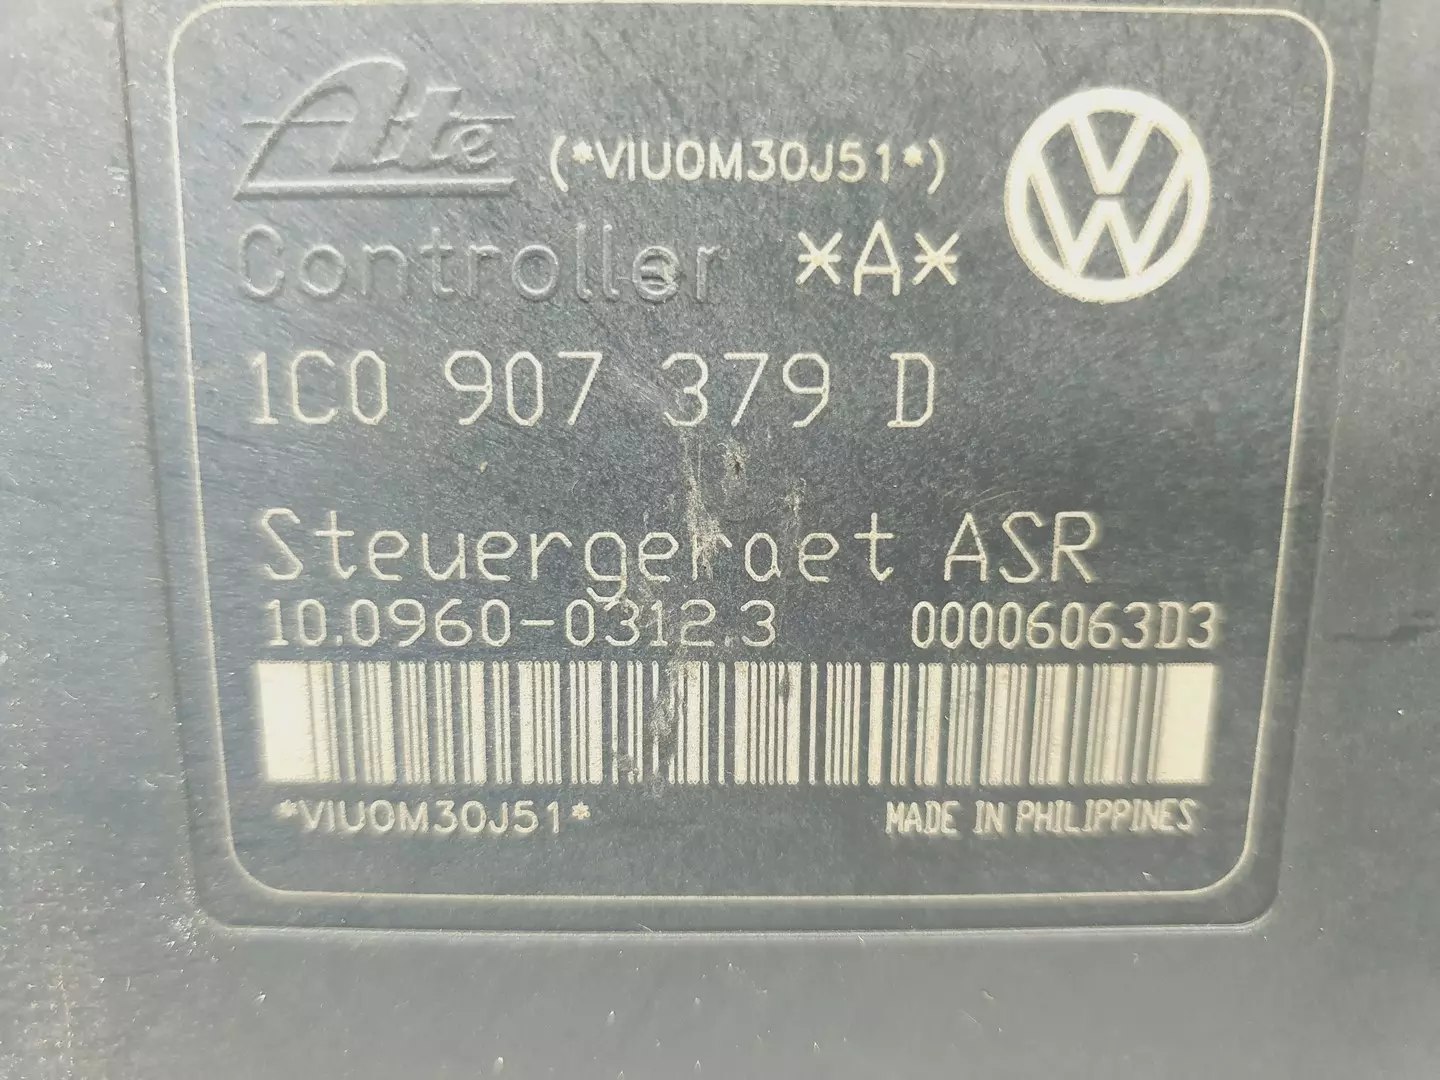 Ate (*VIU0M30J51*)
Controller *A*
1C0 907 379 D
Steuergeraet ASR
10.0960-0312.3 00006063D3
*VIU0M30J51* MADE IN PHILIPPINES